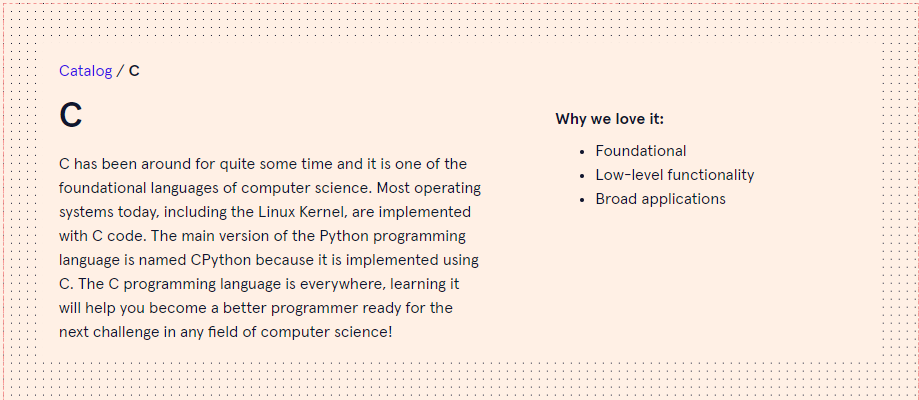 Catalog / C
C
C has been around for quite some time and it is one of the
foundational languages of computer science. Most operating
systems today, including the Linux Kernel, are implemented
with C code. The main version of the Python programming
language is named CPython because it is implemented using
C. The C programming language is everywhere, learning it
will help you become a better programmer ready for the
next challenge in any field of computer science!
Why we love it:
• Foundational
• Low-level functionality
• Broad applications